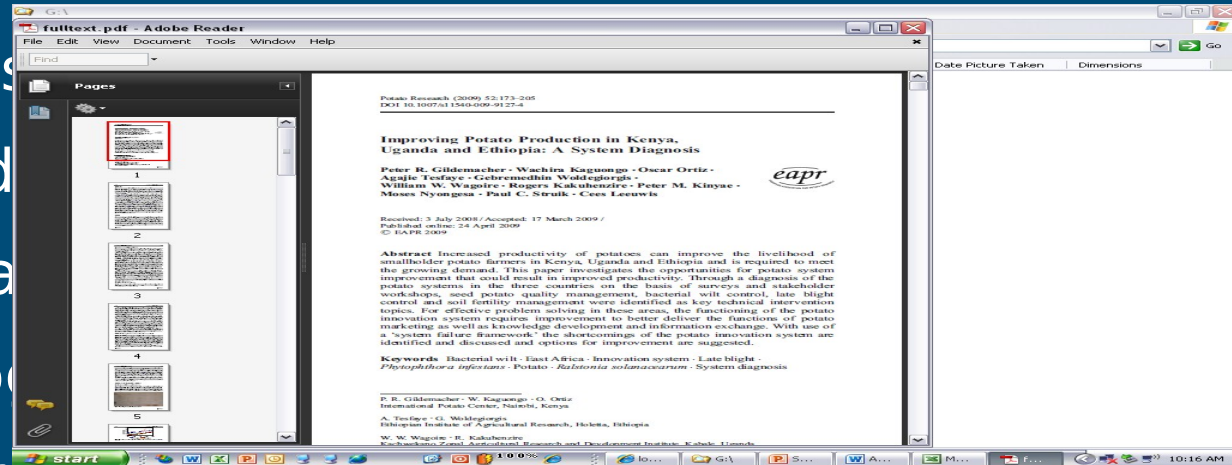 G:\
fulltext.pdf - Adobe Reader
File Edit View Document Tools Window Help
Find
Go
Date Picture Taken Dimensions
Pages
1
2
3
4
5
Potato Research (2009) 52:173–205
DOI 10.1007/s11540-009-9127-4
Improving Potato Production in Kenya,
Uganda and Ethiopia: A System Diagnosis
Peter R. Gildemacher · Wachira Kaguongo · Oscar Ortiz ·
Agajie Tesfaye · Gebremedhin Woldegiorgis ·
William W. Wagoire · Rogers Kakuhenzire · Peter M. Kinyae ·
Moses Nyongesa · Paul C. Struik · Cees Leeuwis
eapr
Received: 3 July 2008 / Accepted: 17 March 2009 /
Published online: 24 April 2009
© EAPR 2009
Abstract Increased productivity of potatoes can improve the livelihood of
smallholder potato farmers in Kenya, Uganda and Ethiopia and is required to meet
the growing demand. This paper investigates the opportunities for potato system
improvement that could result in improved productivity. Through a diagnosis of the
potato systems in the three countries on the basis of surveys and stakeholder
workshops, seed potato quality management, bacterial wilt control, late blight
control and soil fertility management were identified as key technical intervention
topics. For effective problem solving in these areas, the functioning of the potato
innovation system requires improvement to better deliver the functions of potato
marketing as well as knowledge development and information exchange. With use of
a 'system failure framework' the shortcomings of the potato innovation system are
identified and discussed and options for improvement are suggested.
Keywords Bacterial wilt · East Africa · Innovation system · Late blight ·
Phytophthora infestans · Potato · Ralstonia solanacearum · System diagnosis
P. R. Gildemacher · W. Kaguongo · O. Ortiz
International Potato Center, Nairobi, Kenya
A. Tesfaye · G. Woldegiorgis
Ethiopian Institute of Agricultural Research, Holetta, Ethiopia
W. W. Wagoire · R. Kakuhenzire
Kachwekano Zonal Agricultural Research and Development Institute, Kabale, Uganda
start 100% lo... G:\ S... A... M... F... 10:16 AM